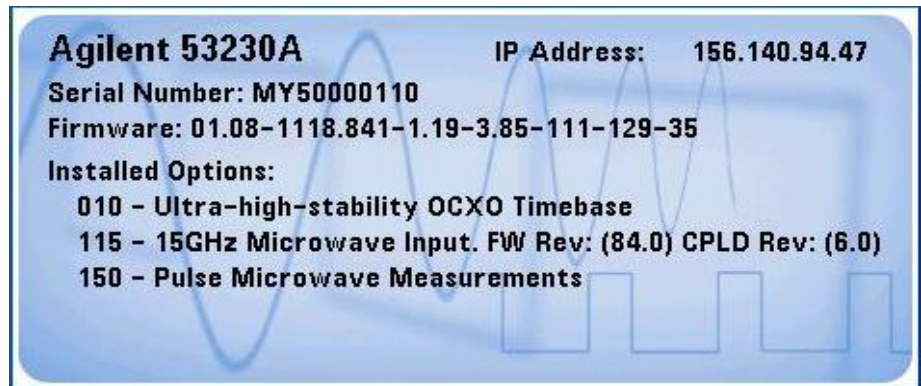 Agilent 53230A IP Address: 156.140.94.47
Serial Number: MY50000110
Firmware: 01.08-1118.841-1.19-3.85-111-129-35
Installed Options:
010 - Ultra-high-stability OCXO Timebase
115 - 15GHz Microwave Input. FW Rev: (84.0) CPLD Rev: (6.0)
150 - Pulse Microwave Measurements